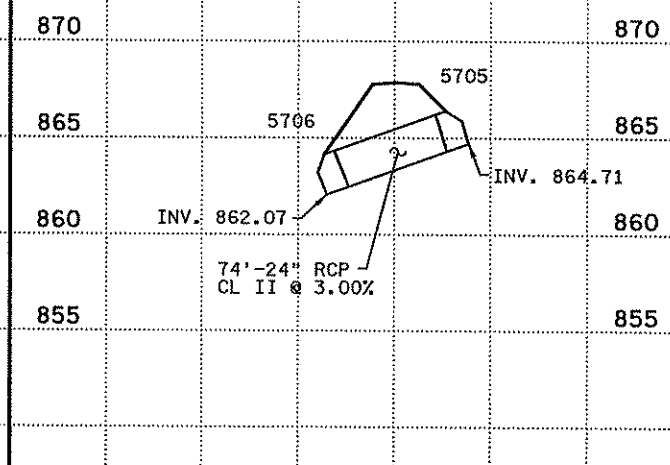 870 870
5705
5706
865 865
INV. 864.71
INV. 862.07
860 860
74'-24" RCP
CL II @ 3.00%
855 855